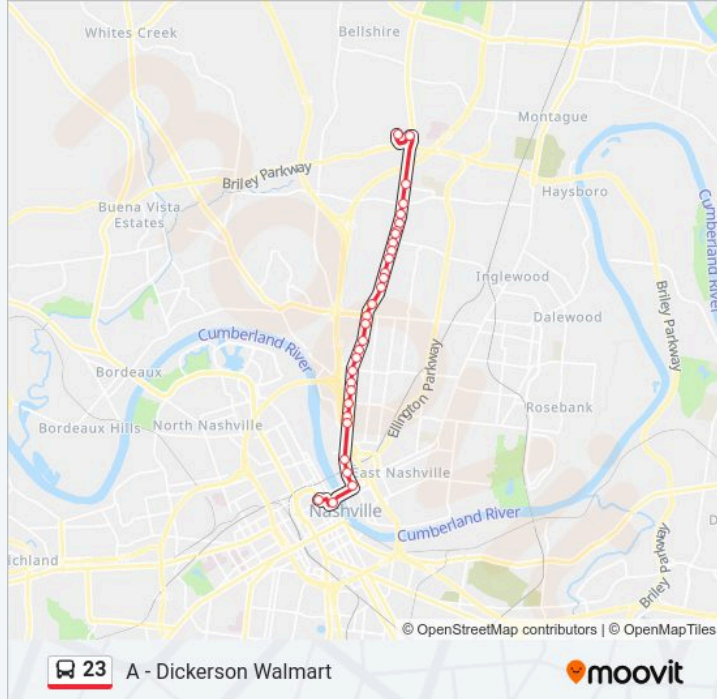 Whites Creek
Bellshire
Montague
Briley Parkway
Haysboro
Buena Vista
Estates
Cumberland River
Inglewood
Briley Parkway
Dalewood
Cumberland River
Bordeaux
Ellington Parkway
Rosebank
North Nashville
Bordeaux Hills
East Nashville
Nashville
Cumberland River
D
lchland
Briley Parkway
© OpenStreetMap contributors | © OpenMapTiles
23 A - Dickerson Walmart
moovit